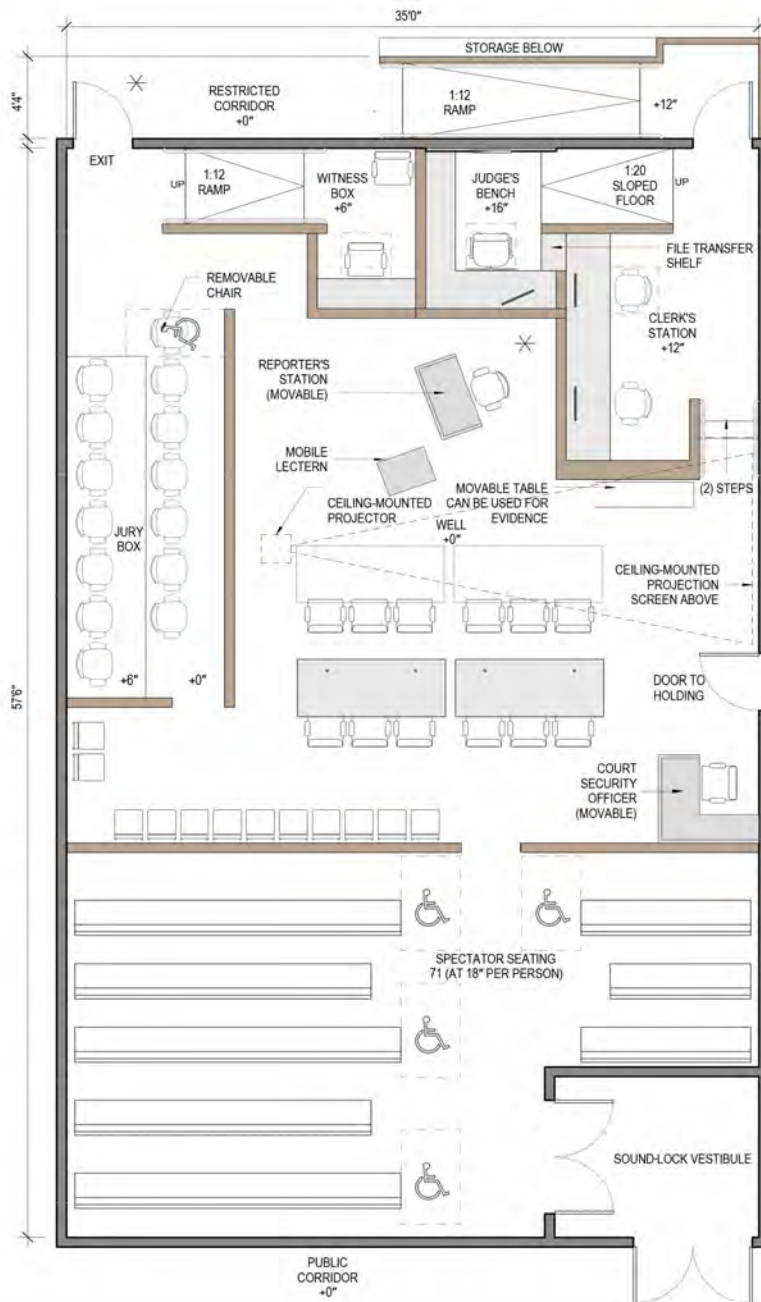 35'0"
STORAGE BELOW
4'4"
RESTRICTED
CORRIDOR
+0"
1:12
RAMP
+12"
EXIT
UP
1:12
RAMP
WITNESS
BOX
+6"
JUDGE'S
BENCH
+16"
1:20
SLOPED
FLOOR
UP
FILE TRANSFER
SHELF
REMOVABLE
CHAIR
CLERK'S
STATION
+12"
REPORTER'S
STATION
(MOVABLE)
MOBILE
LECTERN
CEILING-MOUNTED
PROJECTOR
MOVABLE TABLE
CAN BE USED FOR
EVIDENCE
(2) STEPS
WELL
+0"
JURY
BOX
CEILING-MOUNTED
PROJECTION
SCREEN ABOVE
+6"
+0"
DOOR TO
HOLDING
57'6"
COURT
SECURITY
OFFICER
(MOVABLE)
SPECTATOR SEATING
71 (AT 18" PER PERSON)
SOUND-LOCK VESTIBULE
PUBLIC
CORRIDOR
+0"